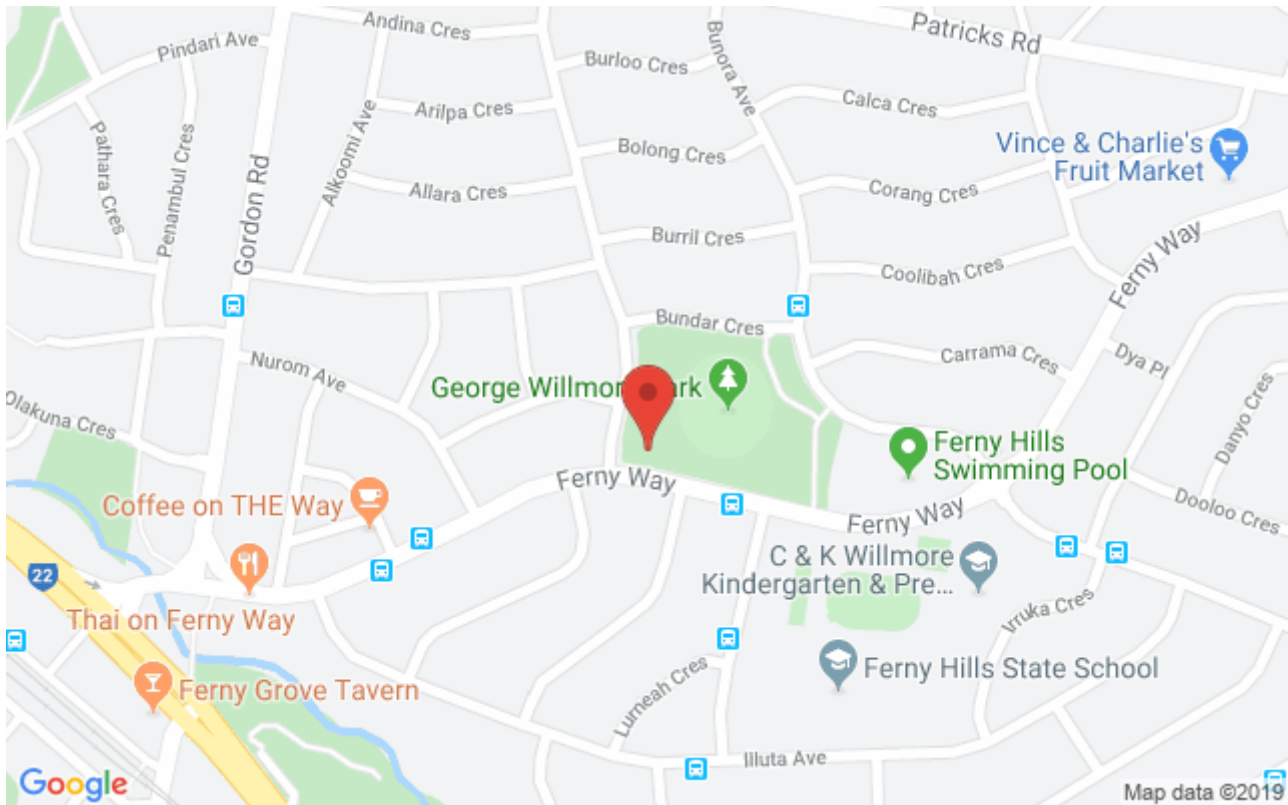 Andina Cres
Pindari Ave
Burloo Cres
Bunora Ave
Patricks Rd
Arilpa Cres
Calca Cres
Alkoomi Ave
Pathara Cres
Penambul Cres
Gordon Rd
Bolong Cres
Vince & Charlie's
Fruit Market
Allara Cres
Corang Cres
Burril Cres
Coolibah Cres
Ferny Way
Bundar Cres
Nurom Ave
Carrama Cres
Dya Pl
George Willmore Park
Olakuna Cres
Danyo Cres
Ferny Hills
Swimming Pool
Ferny Way
Coffee on THE Way
Dooloo Cres
Ferny Way
C & K Willmore
Kindergarten & Pre...
22
Thai on Ferny Way
Arruka Cres
Ferny Grove Tavern
Lurneah Cres
Ferny Hills State School
Illuta Ave
Google
Map data ©2019